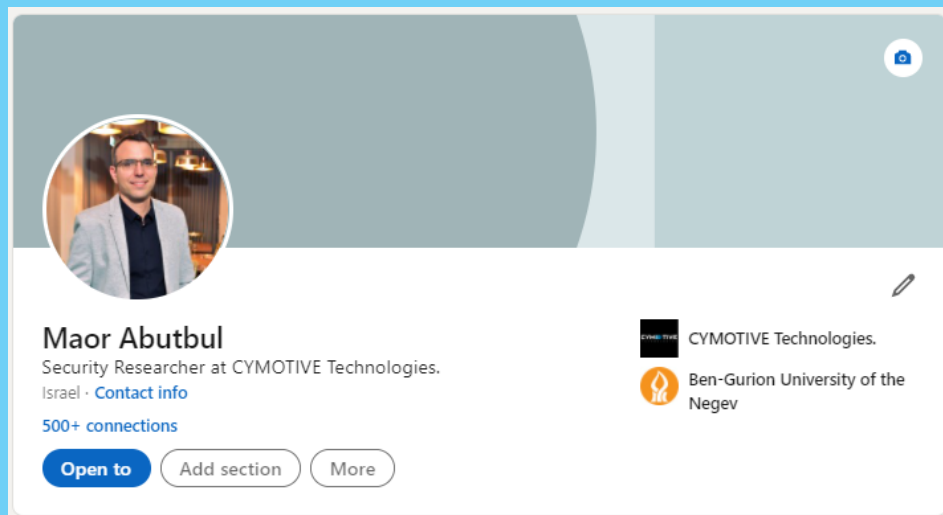 Maor Abutbul
Security Researcher at CYMOTIVE Technologies.
Israel · Contact info
500+ connections
Open to
Add section
More
CYMOTIVE
CYMOTIVE Technologies.
Ben-Gurion University of the
Negev